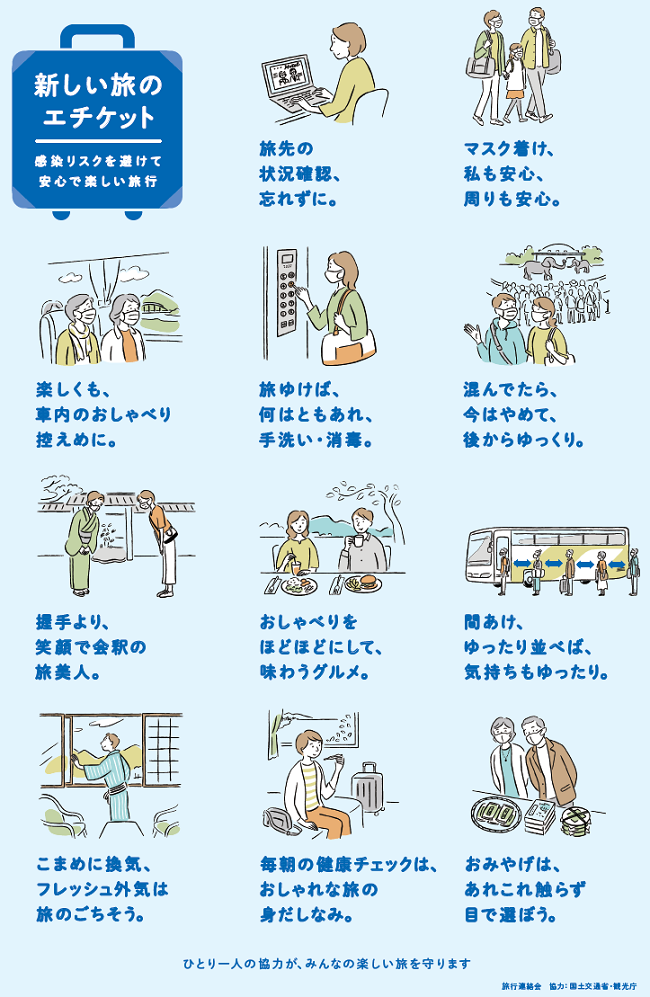 新しい旅の
エチケット
感染リスクを避けて
安心で楽しい旅行
旅先の
状況確認、
忘れずに。
マスク着け、
私も安心、
周りも安心。
楽しくも、
車内のおしゃべり
控えめに。
旅ゆけば、
何はともあれ、
手洗い・消毒。
混んでたら、
今はやめて、
後からゆっくり。
握手より、
笑顔で会釈の
旅美人。
おしゃべりを
ほどほどにして、
味わうグルメ。
間あけ、
ゆったり並べば、
気持ちもゆったり。
こまめに換気、
フレッシュ外気は
旅のごちそう。
毎朝の健康チェックは、
おしゃれな旅の
身だしなみ。
おみやげは、
あれこれ触らず
目で選ぼう。
ひとり一人の協力が、みんなの楽しい旅を守ります
旅行連絡会　協力：国土交通省・観光庁